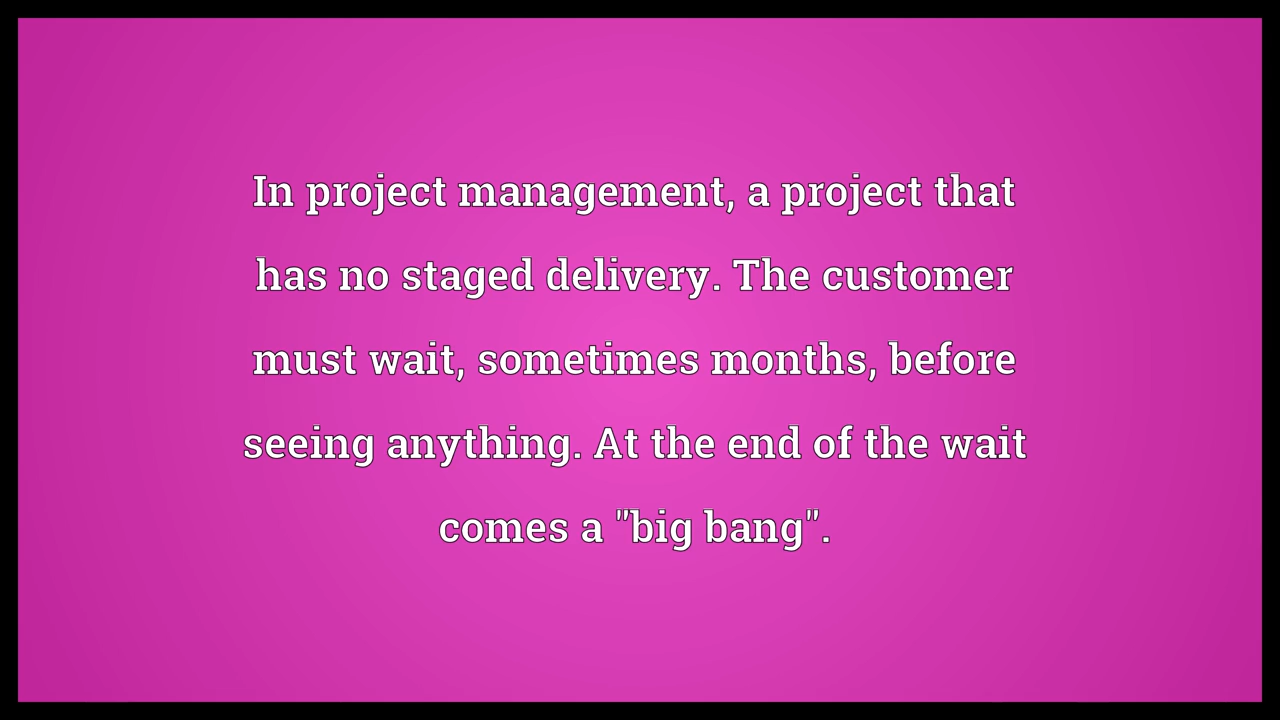 In project management, a project that
has no staged delivery. The customer
must wait, sometimes months, before
seeing anything. At the end of the wait
comes a "big bang".